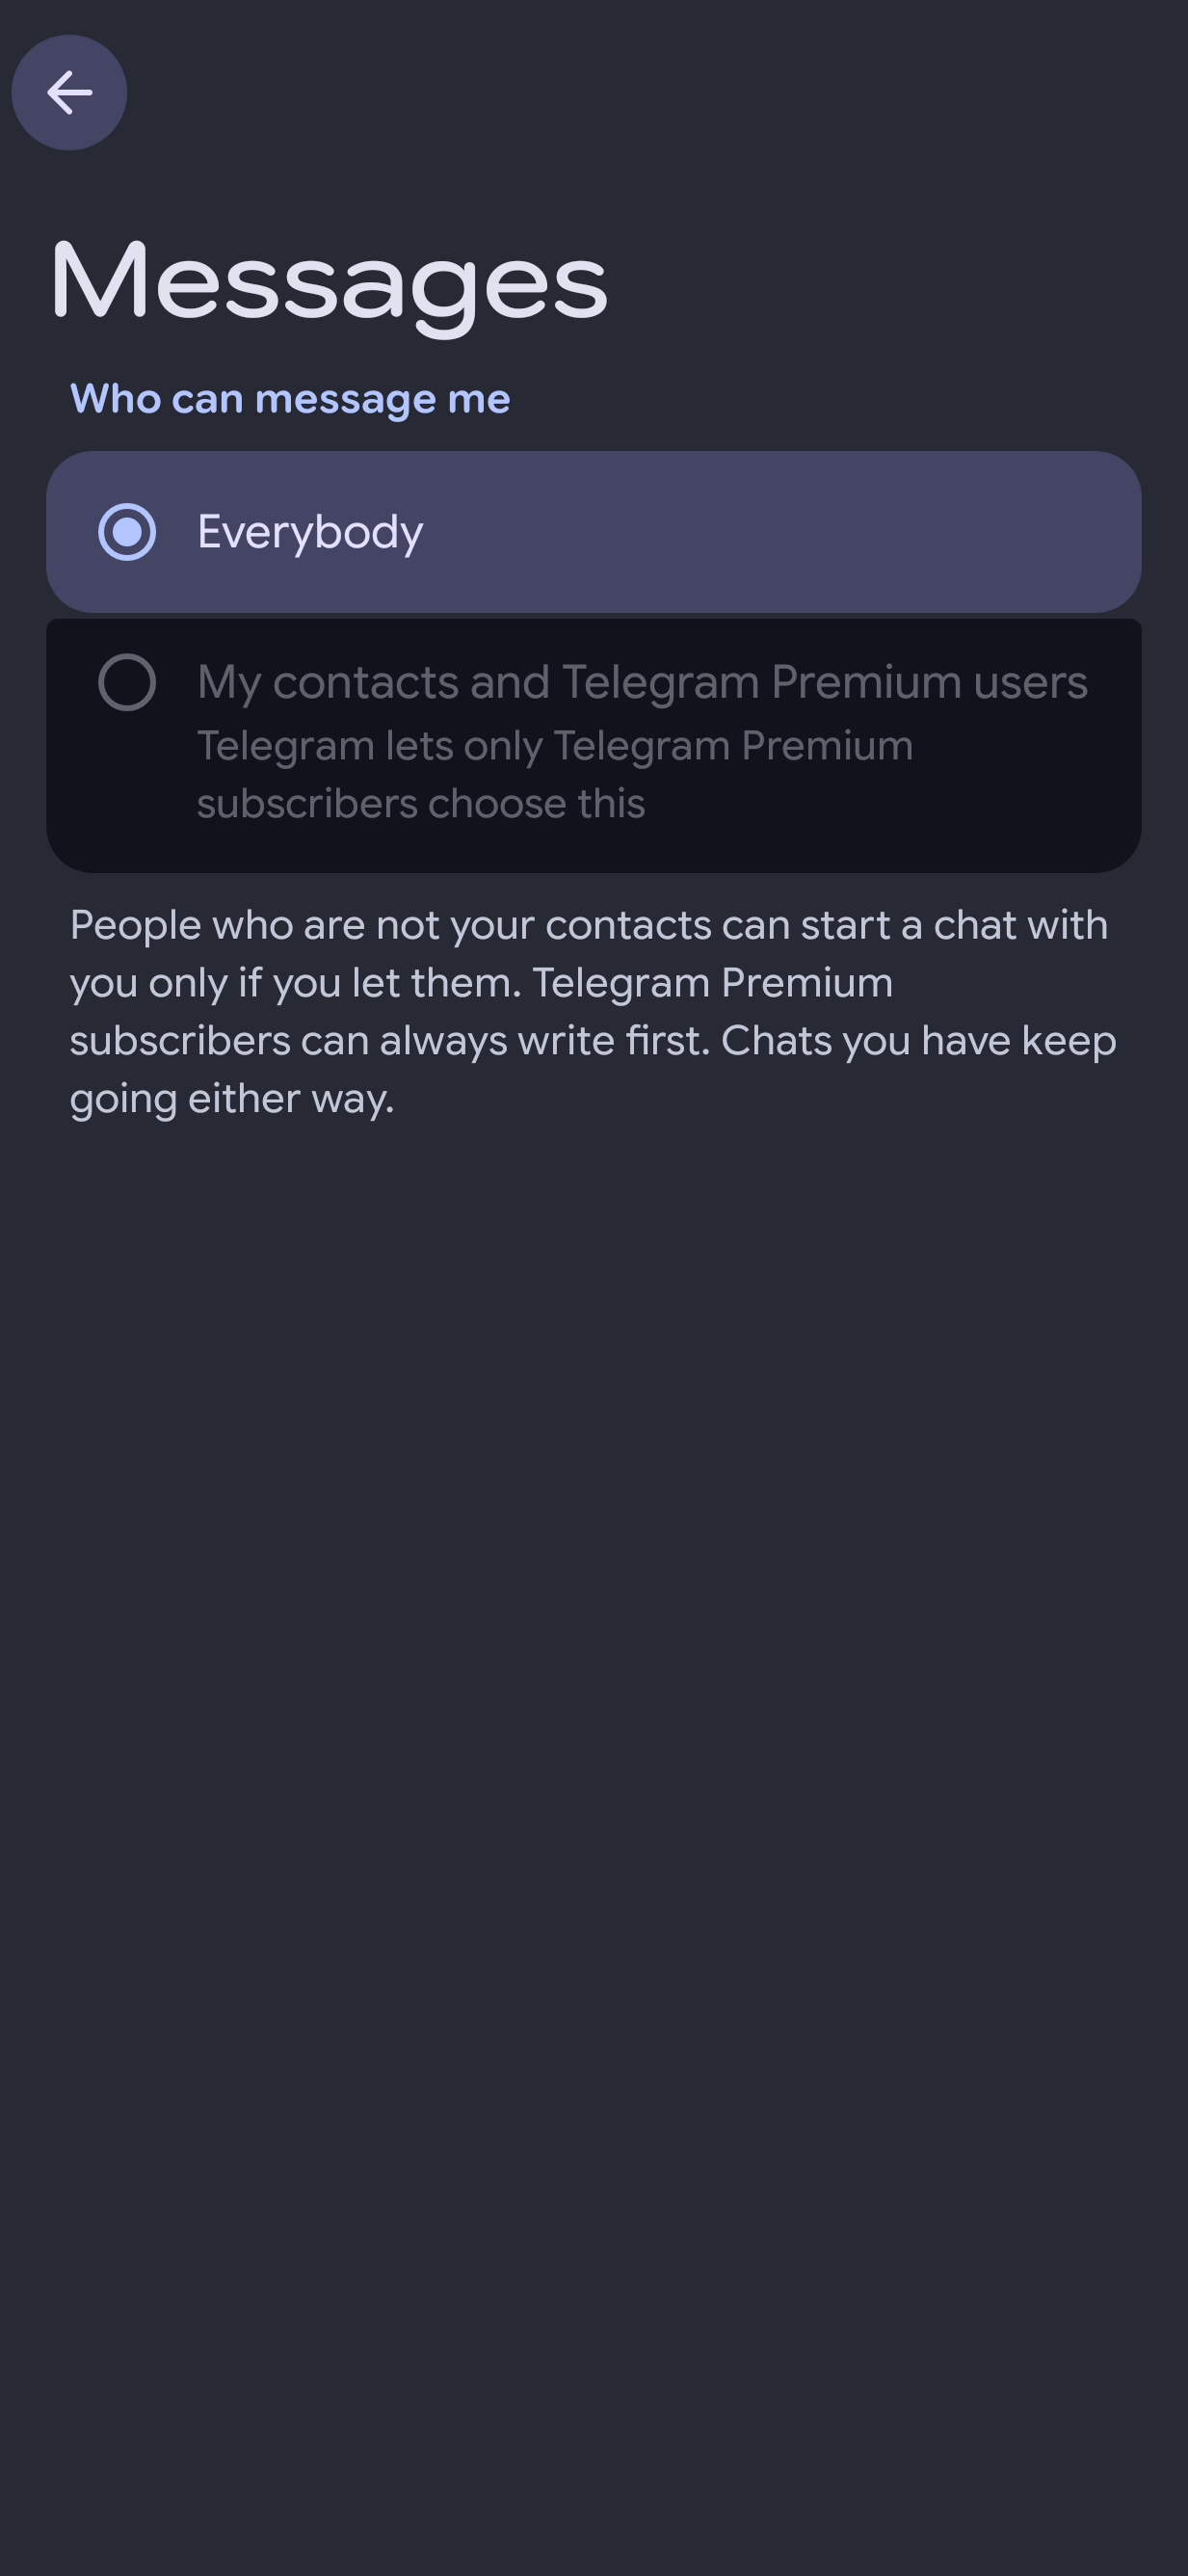 Messages
Who can message me
Everybody
My contacts and Telegram Premium users
Telegram lets only Telegram Premium
subscribers choose this
People who are not your contacts can start a chat with
you only if you let them. Telegram Premium
subscribers can always write first. Chats you have keep
going either way.